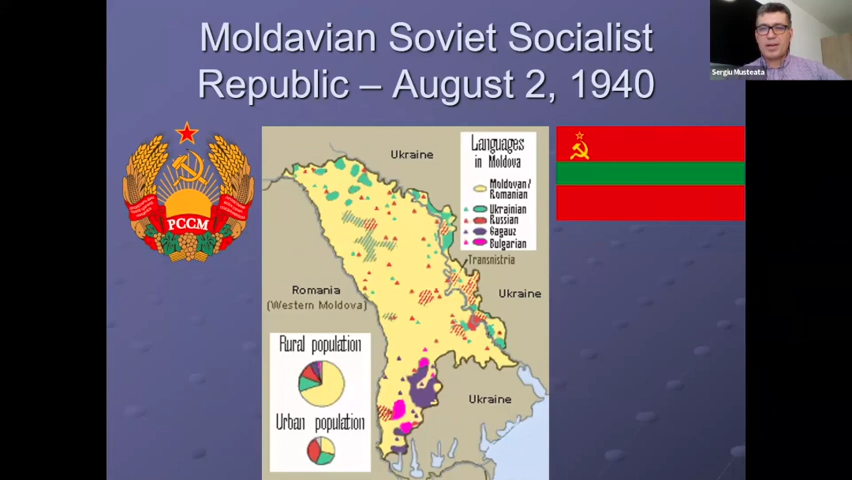 Moldavian Soviet Socialist
Republic – August 2, 1940
Sergiu Musteata
РССМ
Ukraine
Languages
in Moldova
Moldovan/
Romanian
Ukrainian
Russian
Gagauz
Bulgarian
Transnistria
Romania
(Western Moldova)
Ukraine
Rural population
Ukraine
Urban population